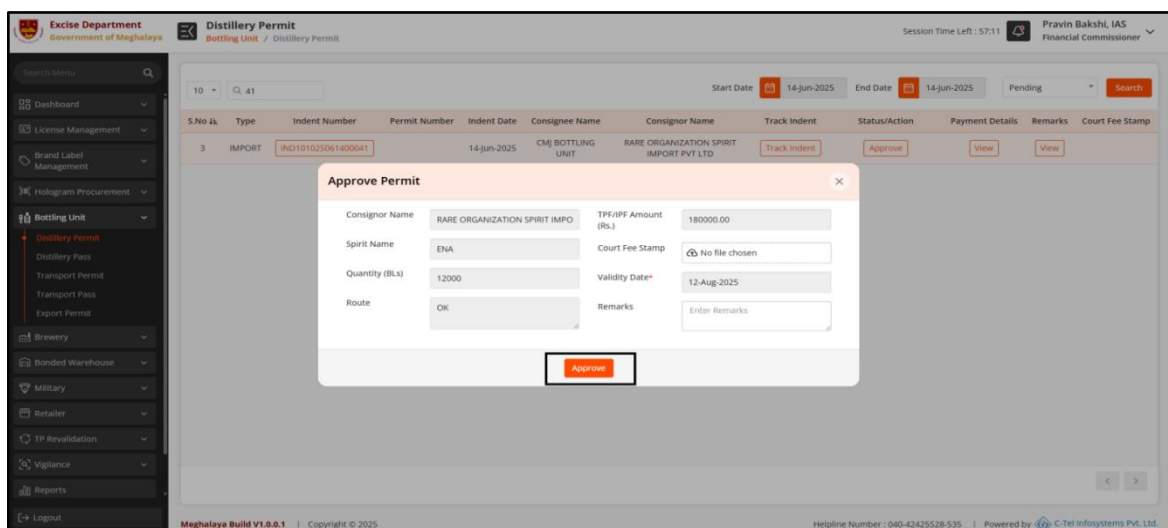 Excise Department
Government of Meghalaya
Distillery Permit
Bottling Unit / Distillery Permit
Session Time Left : 57:11
Pravin Bakshi, IAS
Financial Commissioner
Search Menu
Dashboard
License Management
Brand Label
Management
Hologram Procurement
Bottling Unit
Distillery Permit
Distillery Pass
Transport Permit
Transport Pass
Export Permit
Brewery
Bonded Warehouse
Military
Retailer
TP Revalidation
Vigilance
Reports
Logout
10 41 Start Date 14-Jun-2025 End Date 14-Jun-2025 Pending Search
S.No Type Indent Number Permit Number Indent Date Consignee Name Consignor Name Track Indent Status/Action Payment Details Remarks Court Fee Stamp
3 IMPORT IND101025061400041 14-Jun-2025 CMJ BOTTLING UNIT RARE ORGANIZATION SPIRIT IMPORT PVT LTD Track Indent Approve View View
Approve Permit
Consignor Name RARE ORGANIZATION SPIRIT IMPO
TPF/IPF Amount (Rs.) 180000.00
Spirit Name ENA
Court Fee Stamp No file chosen
Quantity (BLs) 12000
Validity Date* 12-Aug-2025
Route OK
Remarks Enter Remarks
Approve
Meghalaya Build V1.0.0.1 | Copyright © 2025
Helpline Number : 040-42425528-535 | Powered by C-Tel Infosystems Pvt. Ltd.